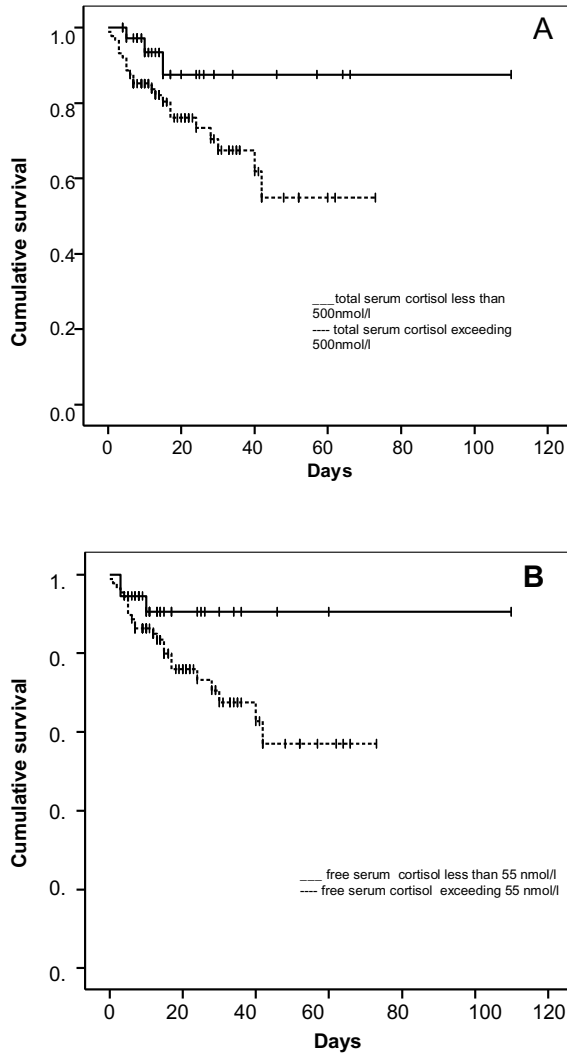 A
1.0
0.8
0.6
0.4
0.2
0.0
Cumulative survival
___total serum cortisol less than
500nmol/l
---- total serum cortisol exceeding
500nmol/l
0 20 40 60 80 100 120
Days
B
1.
0.
0.
0.
0.
0.
Cumulative survival
___ free serum cortisol less than 55 nmol/l
---- free serum cortisol exceeding 55 nmol/l
0 20 40 60 80 100 120
Days